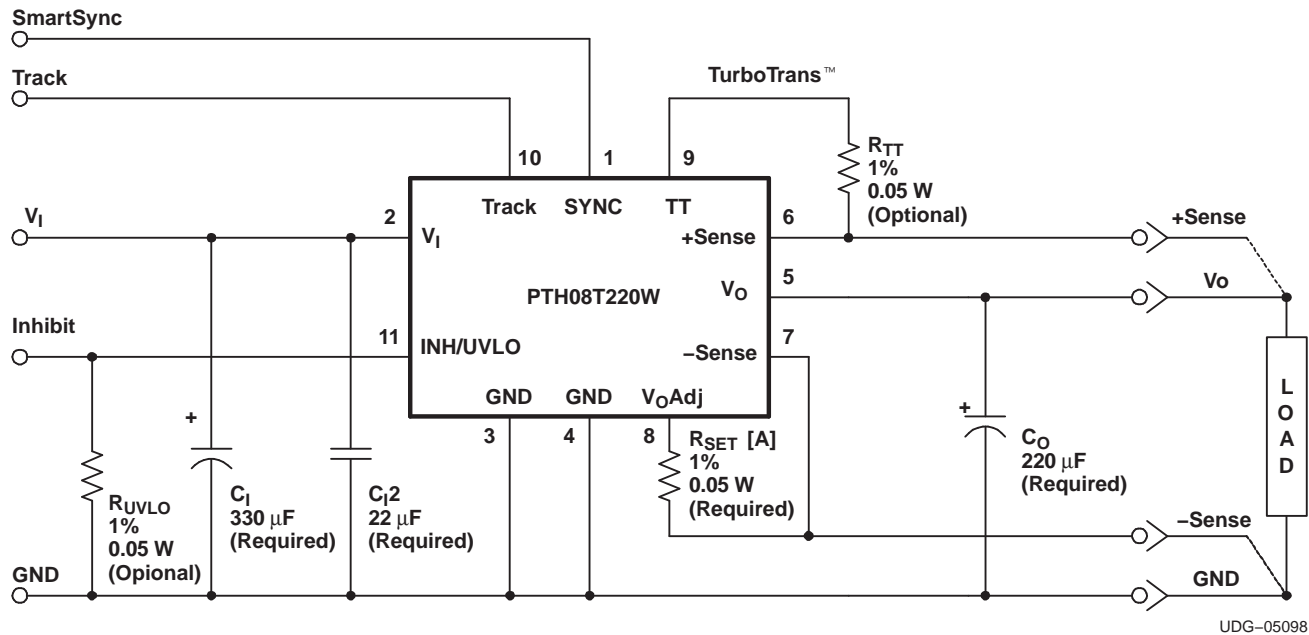 SmartSync
Track
TurboTrans™
10
1
9
R_TT
1%
0.05 W
(Optional)
Track
SYNC
TT
V_I
2
V_I
+Sense
6
+Sense
PTH08T220W
V_O
5
Vo
Inhibit
11
INH/UVLO
–Sense
7
GND
GND
V_OAdj
3
4
8
L
O
A
D
R_SET [A]
1%
0.05 W
(Required)
+
+
C_O
220 µF
(Required)
R_UVLO
1%
0.05 W
(Opional)
C_I
330 µF
(Required)
C_I2
22 µF
(Required)
–Sense
GND
GND
UDG–05098